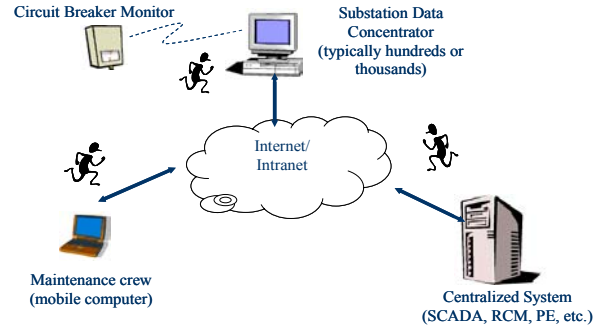 Circuit Breaker Monitor
Substation Data
Concentrator
(typically hundreds or
thousands)
Internet/
Intranet
Maintenance crew
(mobile computer)
Centralized System
(SCADA, RCM, PE, etc.)